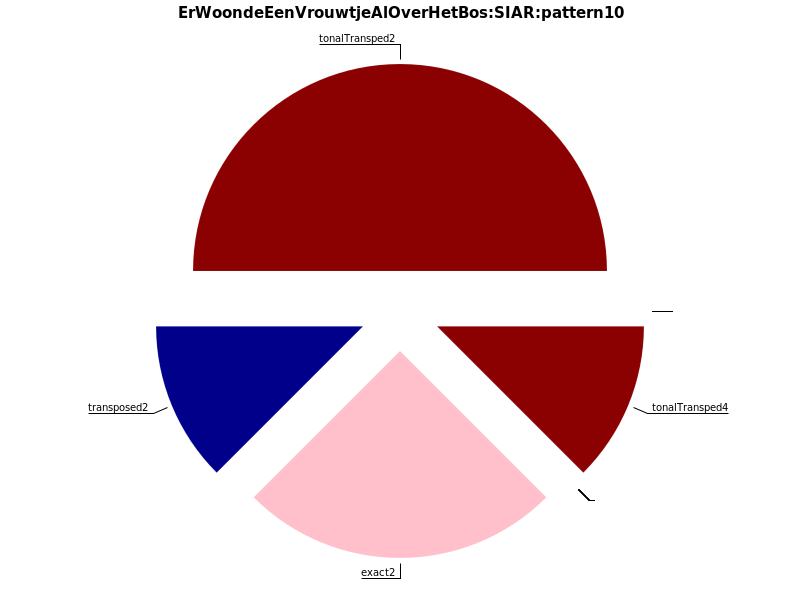 ErWoondeEenVrouwtjeAlOverHetBos:SIAR:pattern10
tonalTransped2
transposed2
tonalTransped4
exact2